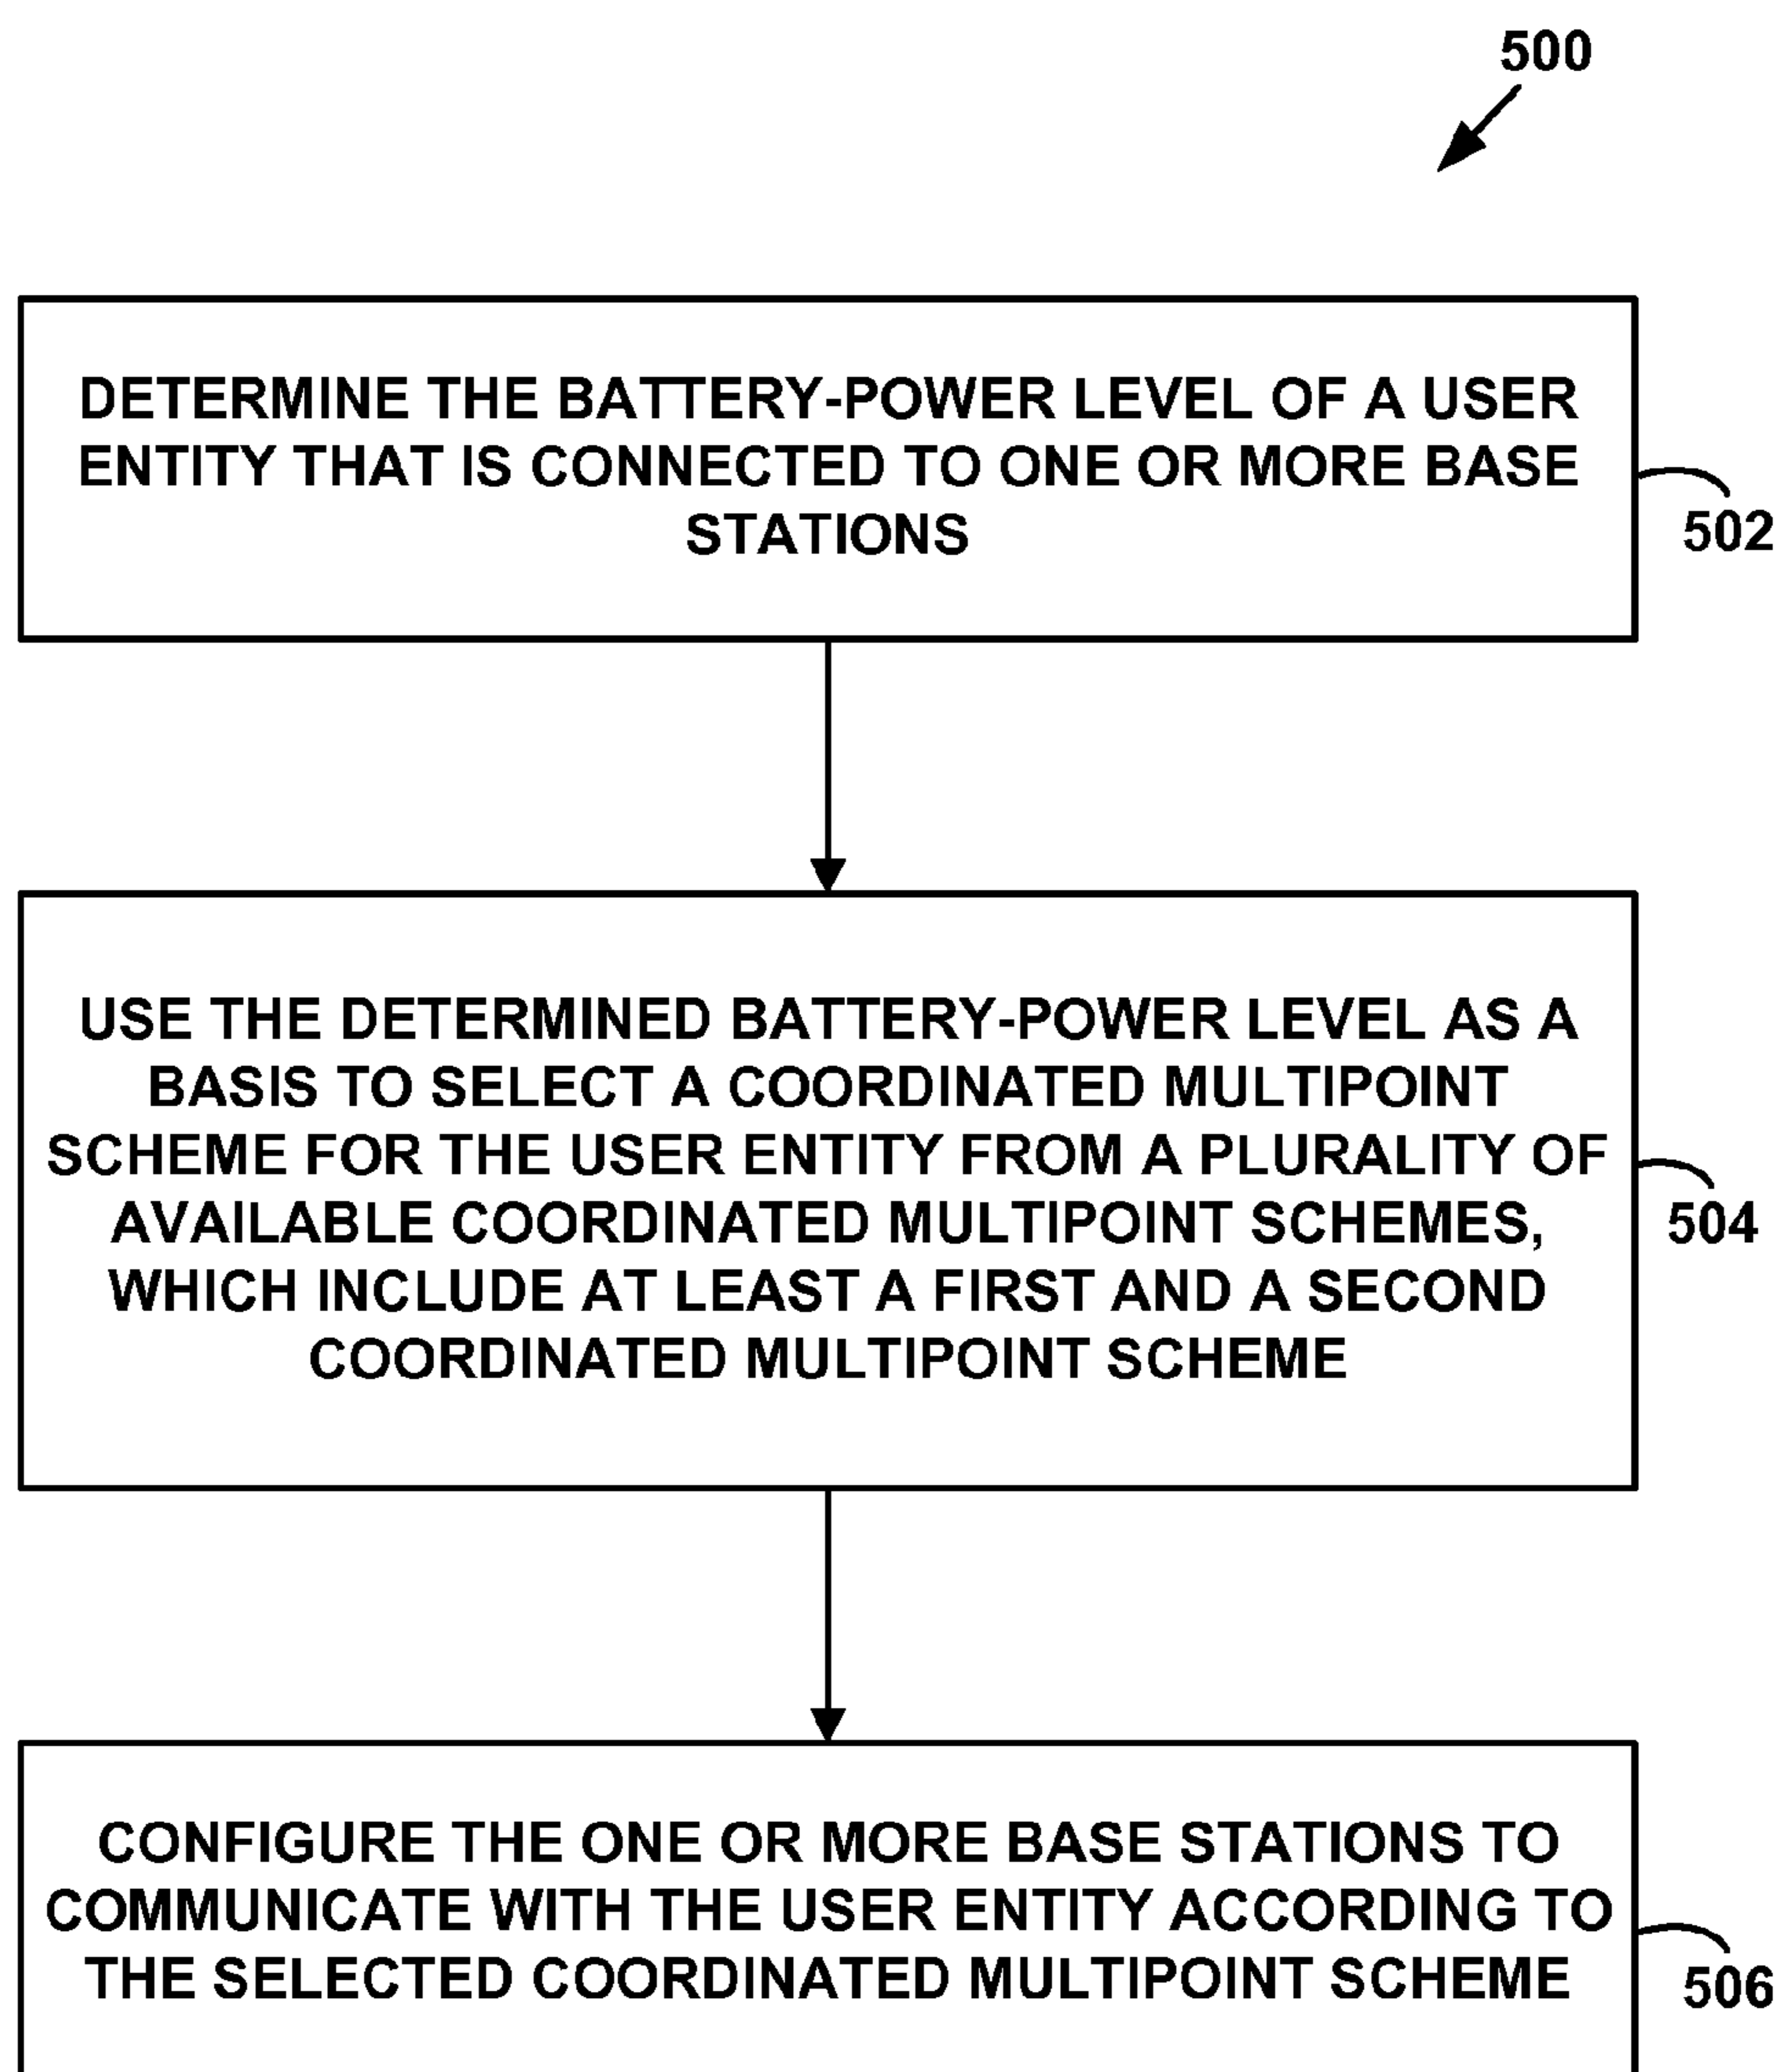 500
DETERMINE THE BATTERY-POWER LEVEL OF A USER
ENTITY THAT IS CONNECTED TO ONE OR MORE BASE
STATIONS
502
USE THE DETERMINED BATTERY-POWER LEVEL AS A
BASIS TO SELECT A COORDINATED MULTIPOINT
SCHEME FOR THE USER ENTITY FROM A PLURALITY OF
AVAILABLE COORDINATED MULTIPOINT SCHEMES,
WHICH INCLUDE AT LEAST A FIRST AND A SECOND
COORDINATED MULTIPOINT SCHEME
504
CONFIGURE THE ONE OR MORE BASE STATIONS TO
COMMUNICATE WITH THE USER ENTITY ACCORDING TO
THE SELECTED COORDINATED MULTIPOINT SCHEME
506